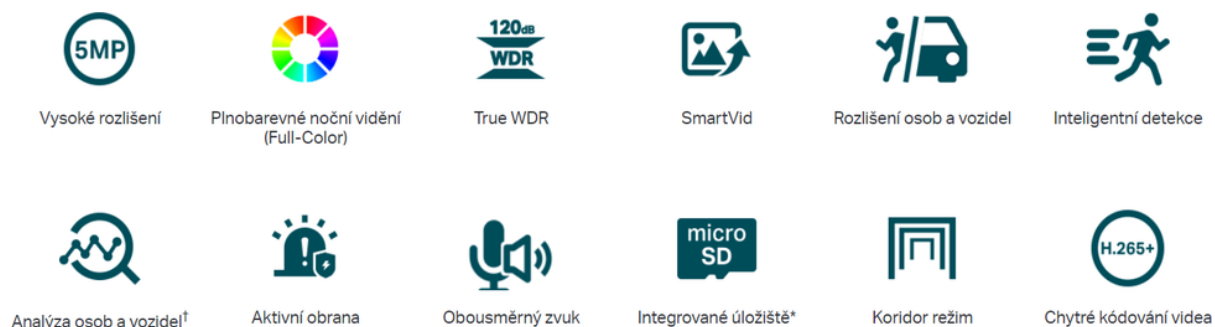 5MP
120dB
WDR
Vysoké rozlišení
Plnobarevné noční vidění
(Full-Color)
True WDR
SmartVid
Rozlišení osob a vozidel
Inteligentní detekce
micro
SD
H.265+
Analýza osob a vozidel†
Aktivní obrana
Obousměrný zvuk
Integrované úložiště*
Koridor režim
Chytré kódování videa